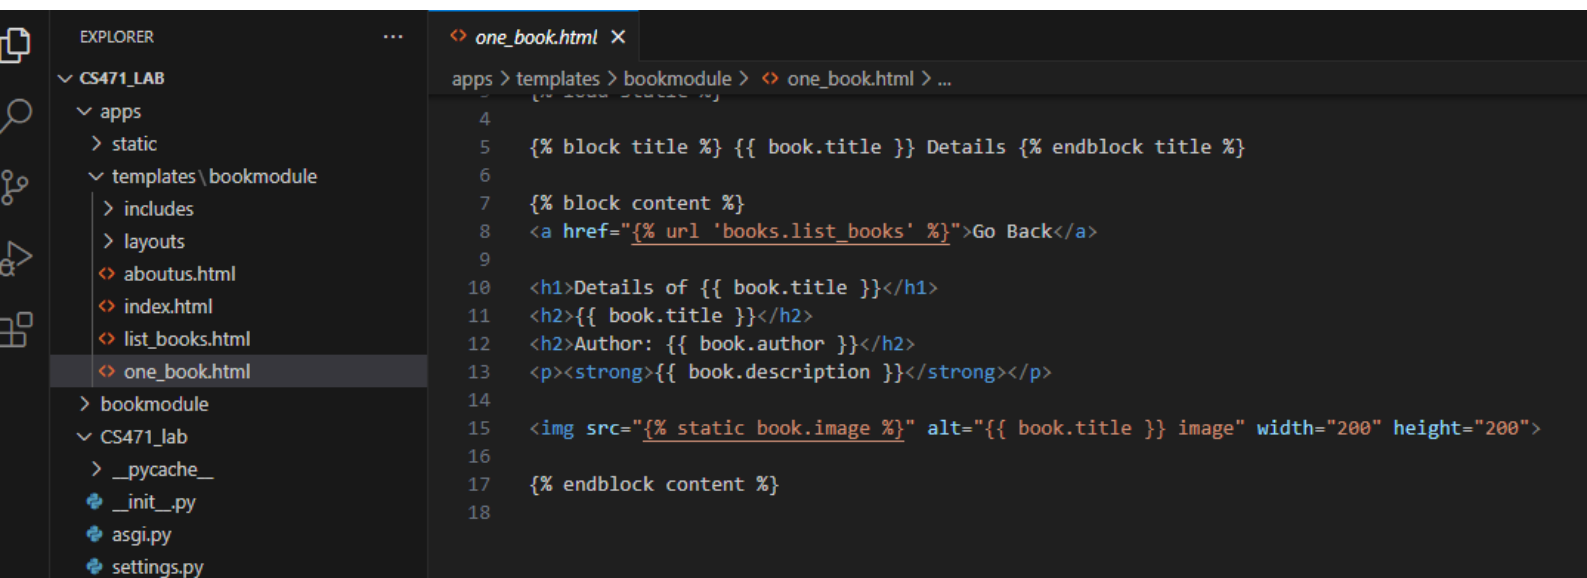 EXPLORER
CS471_LAB
apps
static
templates\bookmodule
includes
layouts
aboutus.html
index.html
list_books.html
one_book.html
bookmodule
CS471_lab
__pycache__
__init__.py
asgi.py
settings.py
one_book.html
apps > templates > bookmodule > one_book.html > ...
4
5 {% block title %} {{ book.title }} Details {% endblock title %}
6
7 {% block content %}
8 <a href="{% url 'books.list_books' %}">Go Back</a>
9
10 <h1>Details of {{ book.title }}</h1>
11 <h2>{{ book.title }}</h2>
12 <h2>Author: {{ book.author }}</h2>
13 <p><strong>{{ book.description }}</strong></p>
14
15 <img src="{% static book.image %}" alt="{{ book.title }} image" width="200" height="200">
16
17 {% endblock content %}
18